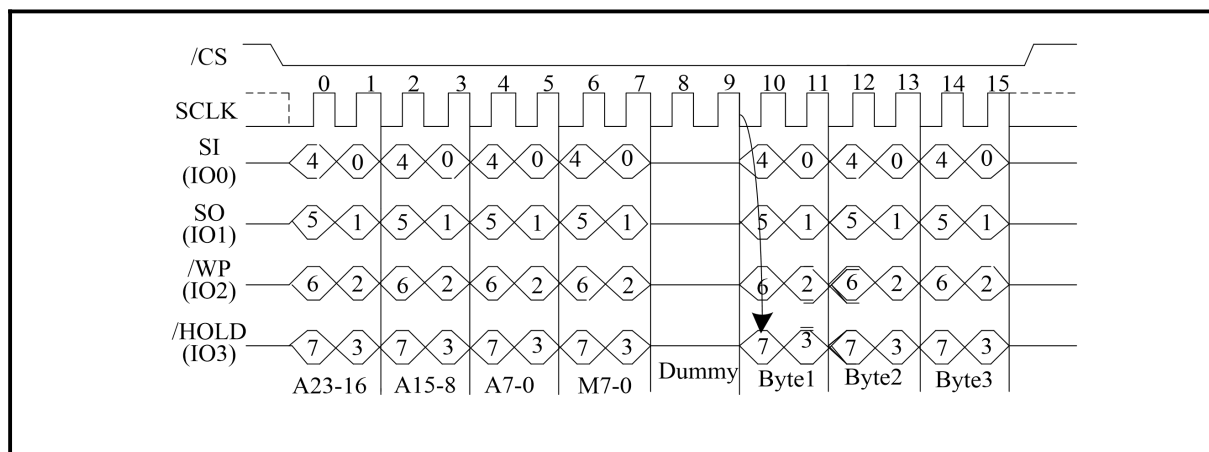 /CS
0 1 2 3 4 5 6 7 8 9 10 11 12 13 14 15
SCLK
SI
(IO0)
4 0 4 0 4 0 4 0 4 0 4 0 4 0
SO
(IO1)
5 1 5 1 5 1 5 1 5 1 5 1 5 1
/WP
(IO2)
6 2 6 2 6 2 6 2 6 2 6 2 6 2
/HOLD
(IO3)
7 3 7 3 7 3 7 3 7 3 7 3 7 3
A23-16 A15-8 A7-0 M7-0 Dummy Byte1 Byte2 Byte3